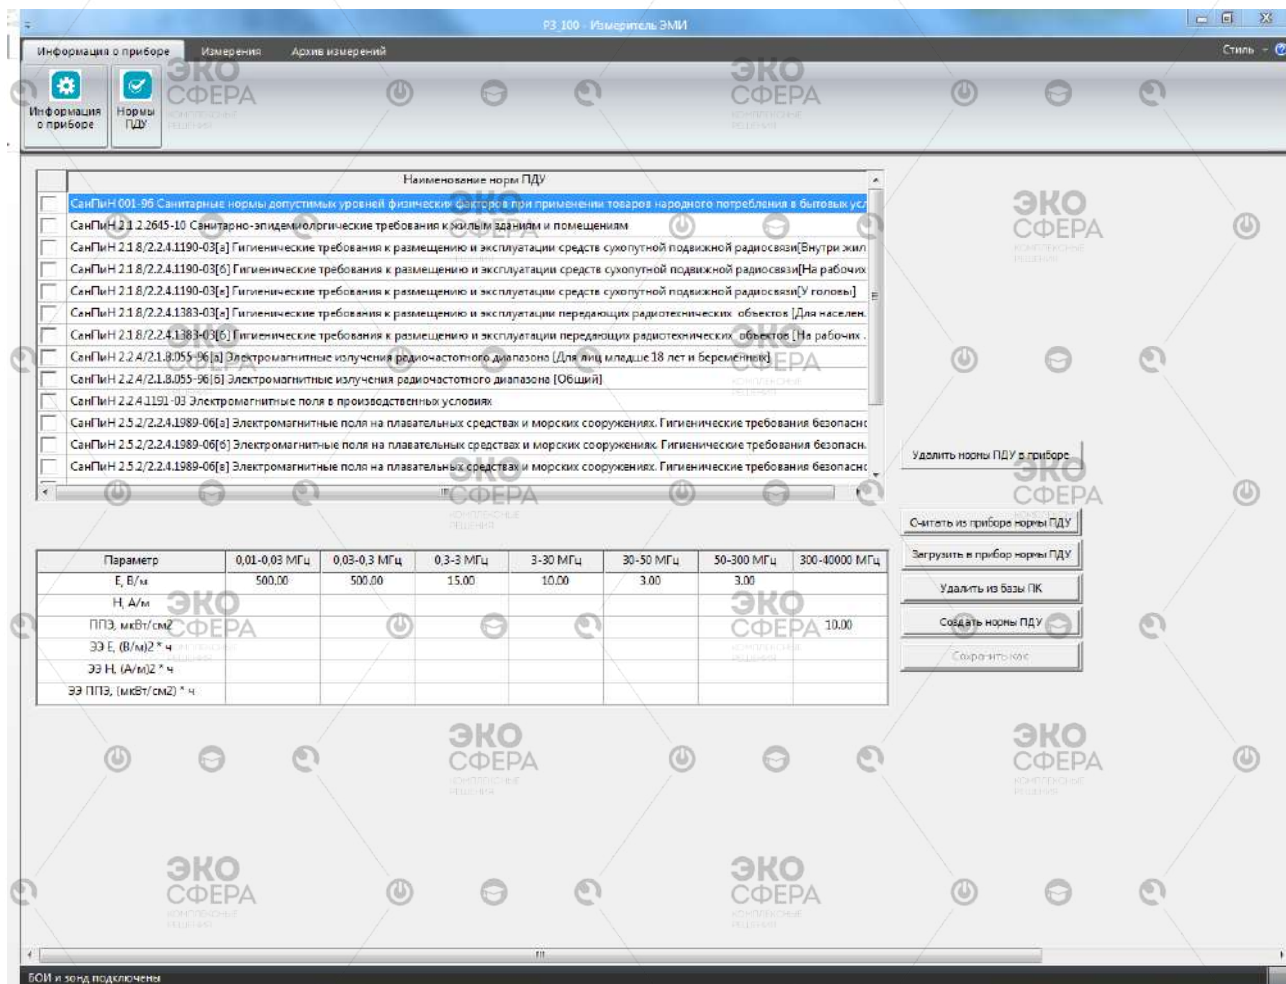 P3_100 - Измеритель ЭМИ
Информация о приборе Измерения Архив измерений Стиль
Информация о приборе
Нормы ПДУ
Наименование норм ПДУ
СанПиН 001-96 Санитарные нормы допустимых уровней физических факторов при применении товаров народного потребления в бытовых усл
СанПиН 2.1.2.2645-10 Санитарно-эпидемиологические требования к жилым зданиям и помещениям
СанПиН 2.1.8/2.2.4.1190-03[а] Гигиенические требования к размещению и эксплуатации средств сухопутной подвижной радиосвязи[Внутри жил
СанПиН 2.1.8/2.2.4.1190-03[б] Гигиенические требования к размещению и эксплуатации средств сухопутной подвижной радиосвязи[На рабочих
СанПиН 2.1.8/2.2.4.1190-03[в] Гигиенические требования к размещению и эксплуатации средств сухопутной подвижной радиосвязи[У головы]
СанПиН 2.1.8/2.2.4.1383-03[а] Гигиенические требования к размещению и эксплуатации передающих радиотехнических объектов [Для населен.
СанПиН 2.1.8/2.2.4.1383-03[б] Гигиенические требования к размещению и эксплуатации передающих радиотехнических объектов [На рабочих .
СанПиН 2.2.4/2.1.8.055-96[а] Электромагнитные излучения радиочастотного диапазона [Для лиц младше 18 лет и беременных]
СанПиН 2.2.4/2.1.8.055-96[б] Электромагнитные излучения радиочастотного диапазона [Общий]
СанПиН 2.2.4.1191-03 Электромагнитные поля в производственных условиях
СанПиН 2.5.2/2.2.4.1989-06[а] Электромагнитные поля на плавательных средствах и морских сооружениях. Гигиенические требования безопасно
СанПиН 2.5.2/2.2.4.1989-06[б] Электромагнитные поля на плавательных средствах и морских сооружениях. Гигиенические требования безопасн.
СанПиН 2.5.2/2.2.4.1989-06[в] Электромагнитные поля на плавательных средствах и морских сооружениях. Гигиенические требования безопасно
Удалить нормы ПДУ в приборе
Считать из прибора нормы ПДУ
Загрузить в прибор нормы ПДУ
Удалить из базы ПК
Создать нормы ПДУ
Сохранить как
Параметр 0,01-0,03 МГц 0,03-0,3 МГц 0,3-3 МГц 3-30 МГц 30-50 МГц 50-300 МГц 300-40000 МГц
E, В/м 500,00 500,00 15,00 10,00 3,00 3,00
H, А/м
ППЭ, мкВт/см2 10,00
ЭЭ E, (В/м)2 * ч
ЭЭ H, (А/м)2 * ч
ЭЭ ППЭ, (мкВт/см2) * ч
БОИ и зонд подключены
ЭКО
СФЕРА
КОМПЛЕКСНЫЕ
РЕШЕНИЯ